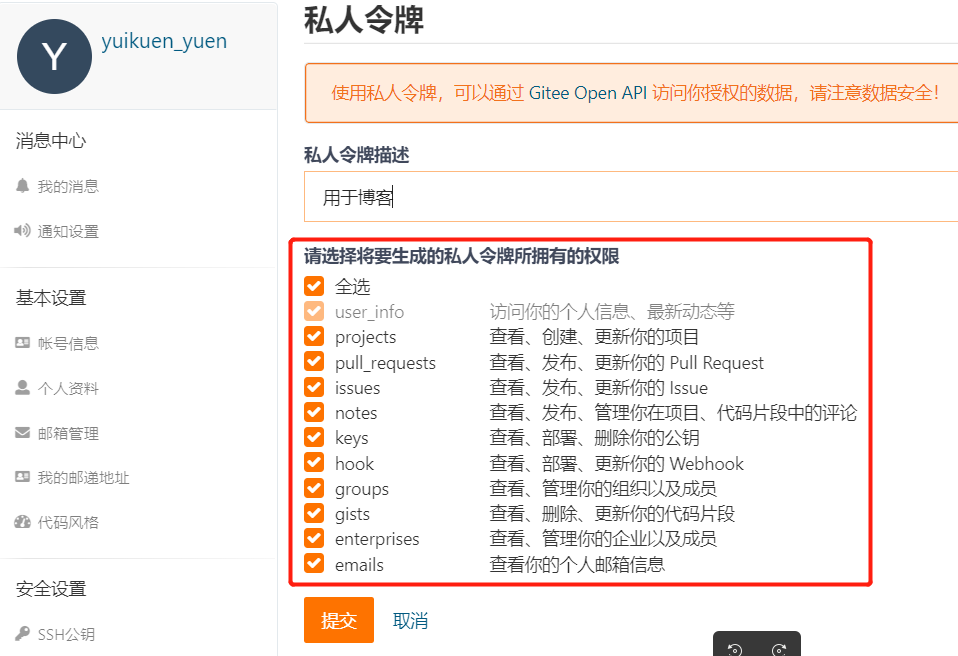 Y
yuikuen_yuen
消息中心
我的消息
通知设置
基本设置
帐号信息
个人资料
邮箱管理
我的邮递地址
代码风格
安全设置
SSH公钥
私人令牌
使用私人令牌，可以通过 Gitee Open API 访问你授权的数据，请注意数据安全！
私人令牌描述
用于博客
请选择将要生成的私人令牌所拥有的权限
全选
user_info 访问你的个人信息、最新动态等
projects 查看、创建、更新你的项目
pull_requests 查看、发布、更新你的 Pull Request
issues 查看、发布、更新你的 Issue
notes 查看、发布、管理你在项目、代码片段中的评论
keys 查看、部署、删除你的公钥
hook 查看、部署、更新你的 Webhook
groups 查看、管理你的组织以及成员
gists 查看、删除、更新你的代码片段
enterprises 查看、管理你的企业以及成员
emails 查看你的个人邮箱信息
提交 取消